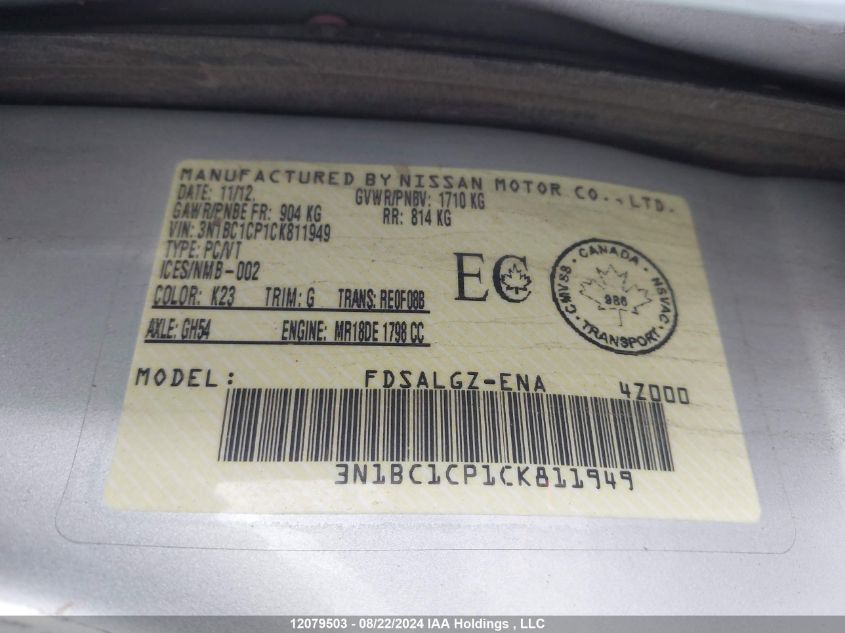 MANUFACTURED BY NISSAN MOTOR CO., LTD.
DATE: 11/12. GVWR/PNBV: 1710 KG
GAWR/PNBE FR: 904 KG RR: 814 KG
VIN: 3N1BC1CP1CK811949
TYPE: PC/VT
ICES/NMB-002
COLOR: K23 TRIM: G TRANS: RE0F08B
AXLE: GH54 ENGINE: MR18DE 1798 CC
EC
CANADA
CMVSS NSVAC
986
TRANSPORT
MODEL: FDSALGZ-ENA 4Z000
3N1BC1CP1CK811949
12079503 - 08/22/2024 IAA Holdings , LLC